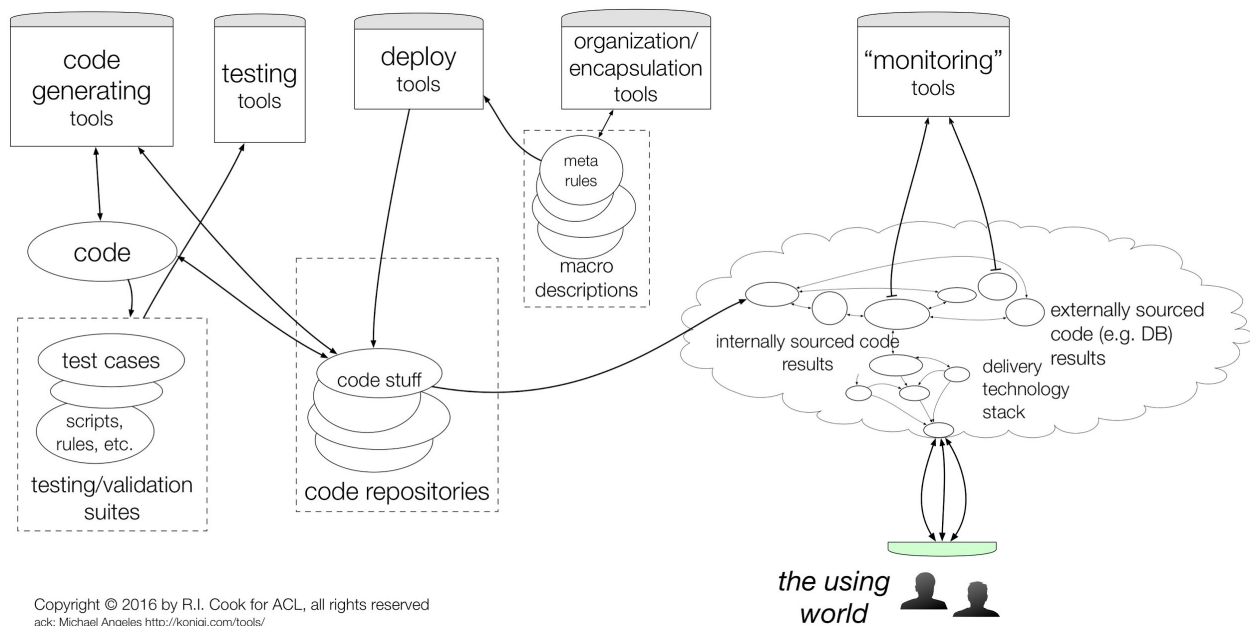 code
generating
tools
testing
tools
deploy
tools
organization/
encapsulation
tools
“monitoring”
tools
meta
rules
macro
descriptions
code
test cases
scripts,
rules, etc.
testing/validation
suites
code stuff
code repositories
internally sourced code
results
externally sourced
code (e.g. DB)
results
delivery
technology
stack
the using
world
Copyright © 2016 by R.I. Cook for ACL, all rights reserved
ack: Michael Angeles http://konigi.com/tools/